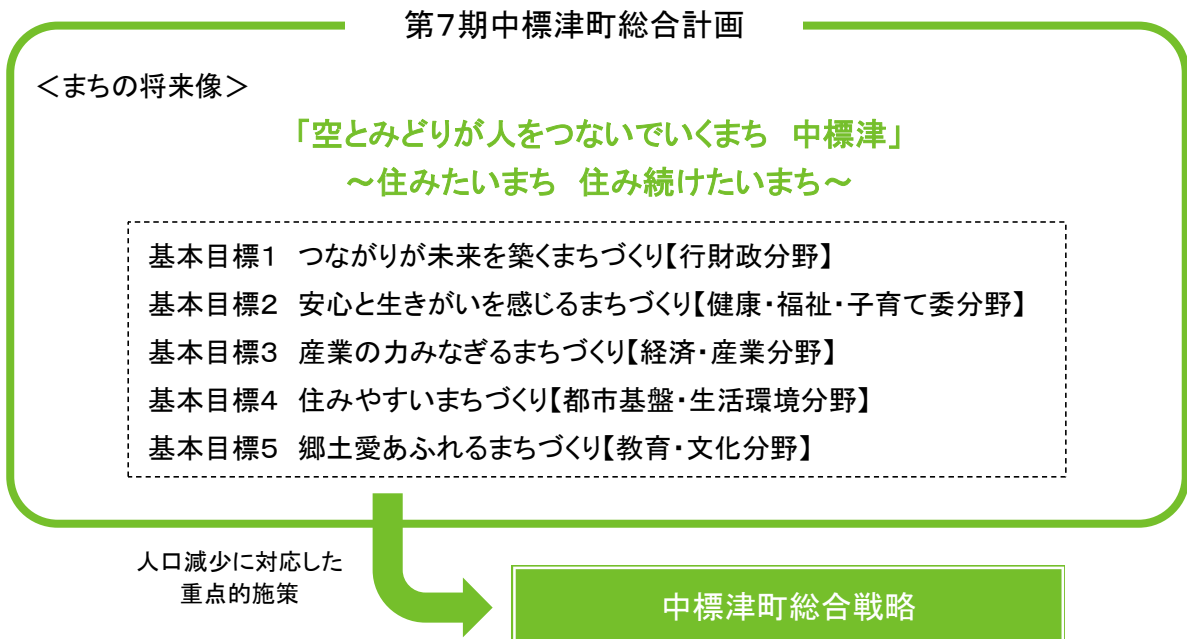 第7期中標津町総合計画
＜まちの将来像＞
「空とみどりが人をつないでいくまち　中標津」
～住みたいまち　住み続けたいまち～
基本目標１　つながりが未来を築くまちづくり【行財政分野】
基本目標２　安心と生きがいを感じるまちづくり【健康・福祉・子育て委分野】
基本目標３　産業の力みなぎるまちづくり【経済・産業分野】
基本目標４　住みやすいまちづくり【都市基盤・生活環境分野】
基本目標５　郷土愛あふれるまちづくり【教育・文化分野】
人口減少に対応した
重点的施策
中標津町総合戦略